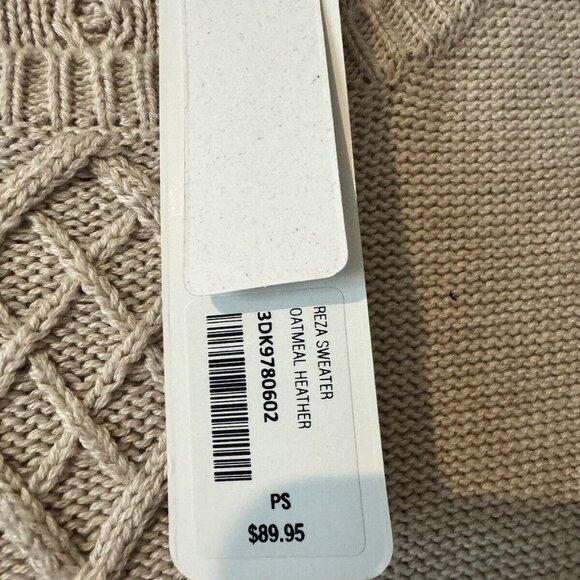 REZA SWEATER
OATMEAL HEATHER
3DK9780602
PS
$89.95